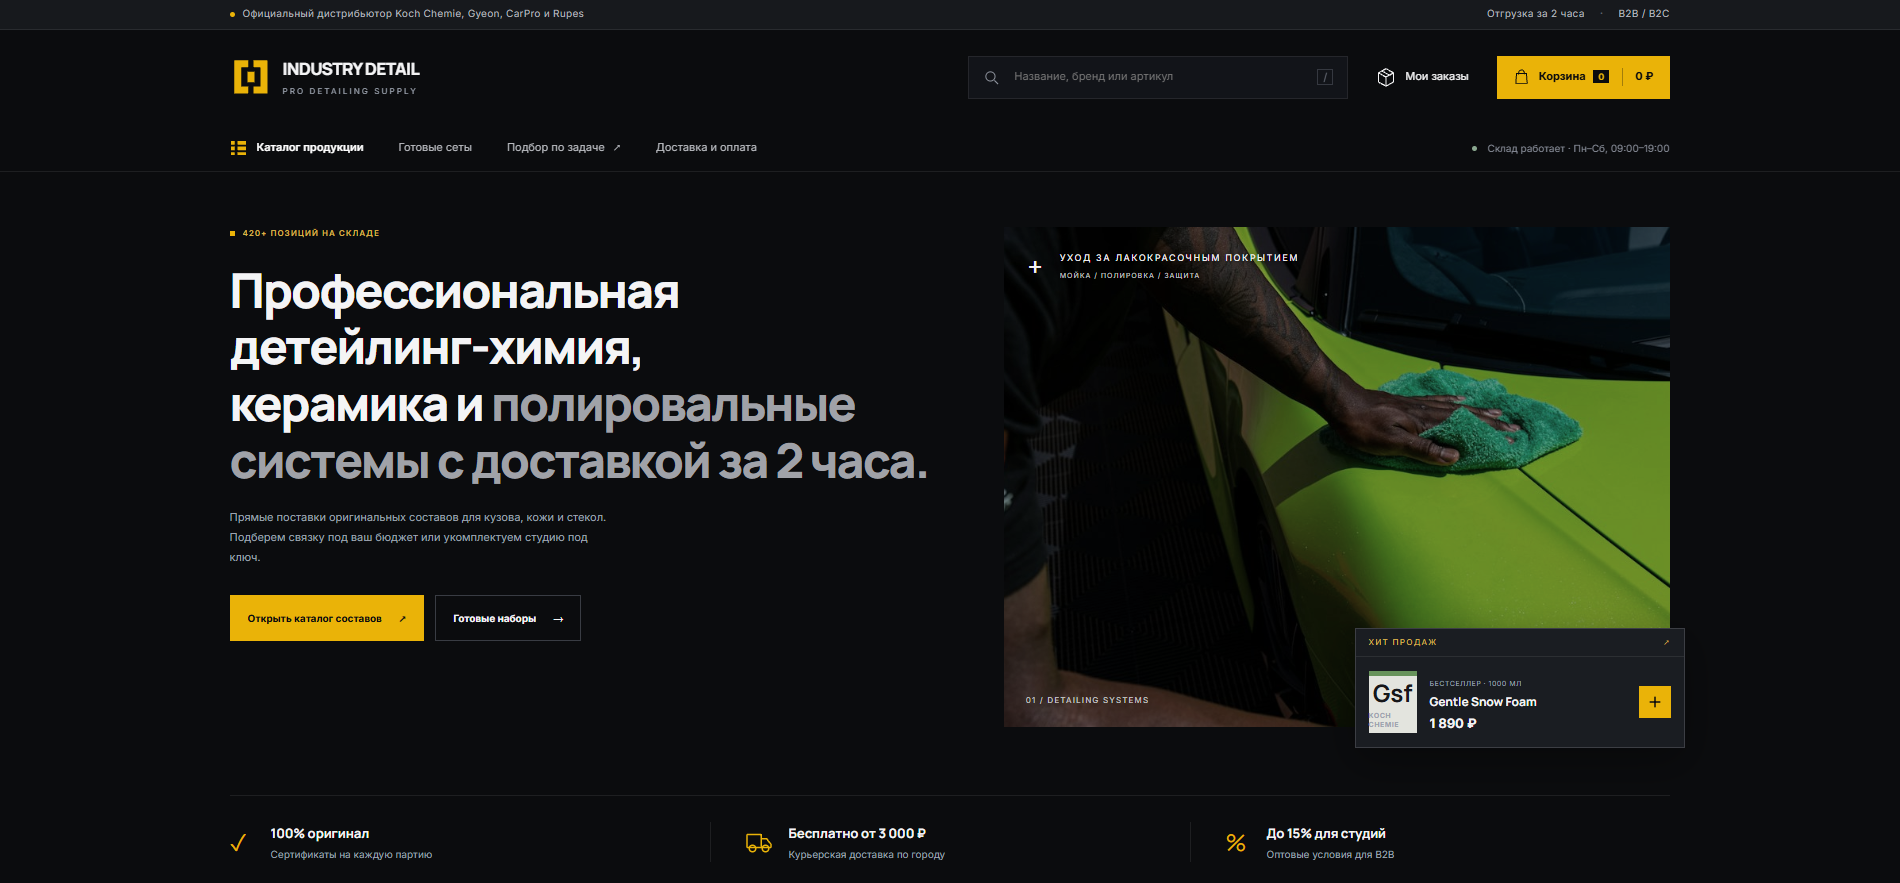 Официальный дистрибьютор Koch Chemie, Gyeon, CarPro и Rupes
Отгрузка за 2 часа · B2B / B2C
INDUSTRY DETAIL
PRO DETAILING SUPPLY
Название, бренд или артикул /
Мои заказы
Корзина 0 0 ₽
Каталог продукции
Готовые сеты
Подбор по задаче ↗
Доставка и оплата
Склад работает · Пн–Сб, 09:00–19:00
420+ ПОЗИЦИЙ НА СКЛАДЕ
Профессиональная
детейлинг-химия,
керамика и полировальные
системы с доставкой за 2 часа.
Прямые поставки оригинальных составов для кузова, кожи и стекол.
Подберем связку под ваш бюджет или укомплектуем студию под
ключ.
Открыть каталог составов ↗
Готовые наборы →
+
УХОД ЗА ЛАКОКРАСОЧНЫМ ПОКРЫТИЕМ
МОЙКА / ПОЛИРОВКА / ЗАЩИТА
01 / DETAILING SYSTEMS
ХИТ ПРОДАЖ ↗
Gsf
KOCH
CHEMIE
БЕСТСЕЛЛЕР · 1000 МЛ
Gentle Snow Foam
1 890 ₽
+
100% оригинал
Сертификаты на каждую партию
Бесплатно от 3 000 ₽
Курьерская доставка по городу
До 15% для студий
Оптовые условия для B2B